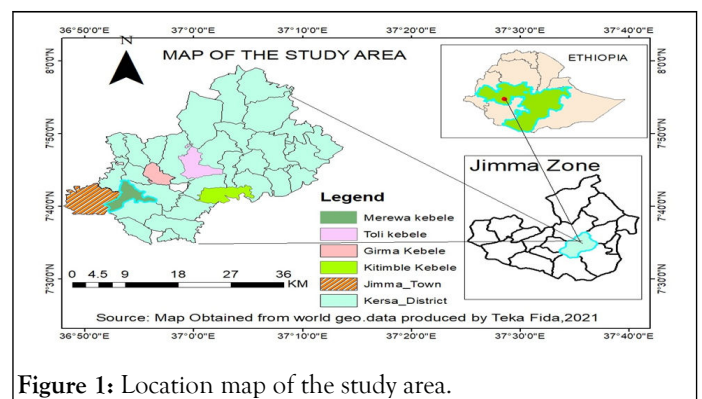 36°50'0"E 37°0'0"E 37°10'0"E 37°20'0"E 37°30'0"E 37°40'0"E
N
MAP OF THE STUDY AREA
ETHIOPIA
8°0'0"N
7°50'0"N
7°40'0"N
7°30'0"N
8°0'0"N
7°50'0"N
7°40'0"N
7°30'0"N
Jimma Zone
Legend
Merewa kebele
Toli kebele
Girma Kebele
Kitimble Kebele
Jimma_Town
Kersa_District
0 4.5 9 18 27 36
KM
Source: Map Obtained from world geo.data produced by Teka Fida,2021
36°50'0"E 37°0'0"E 37°10'0"E 37°20'0"E 37°30'0"E 37°40'0"E
Figure 1: Location map of the study area.